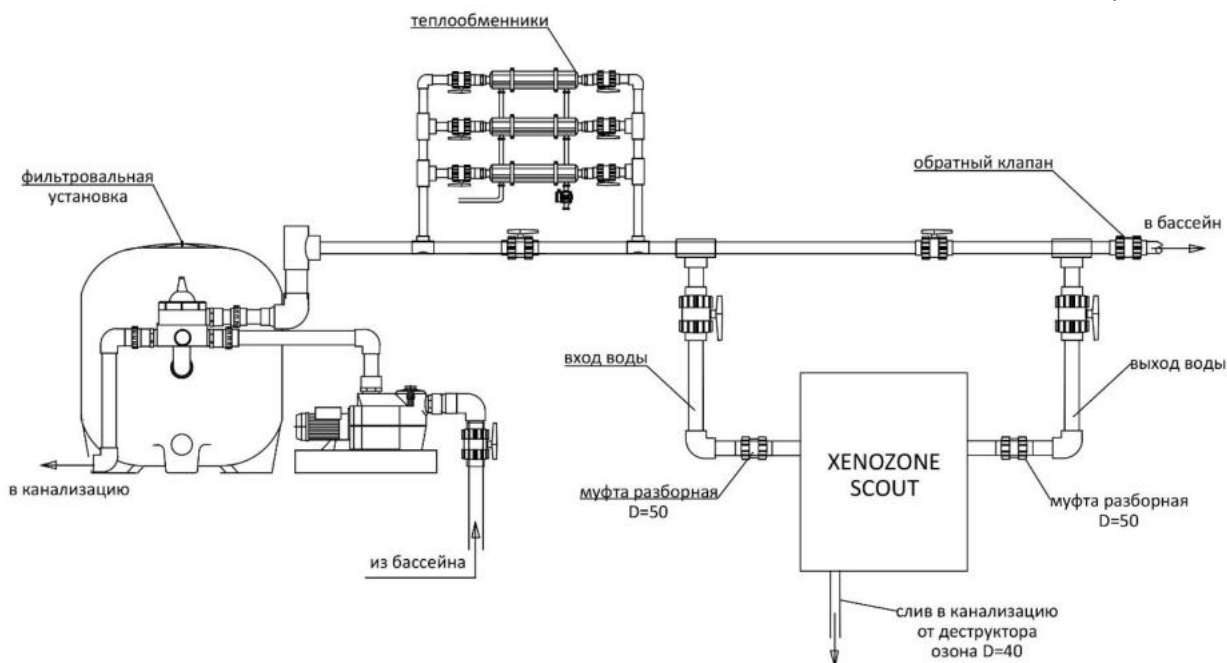 теплообменники
фильтровальная
установка
обратный клапан
в бассейн
вход воды
выход воды
XENOZONE
SCOUT
в канализацию
муфта разборная
D=50
муфта разборная
D=50
из бассейна
слив в канализацию
от деструктора
озона D=40